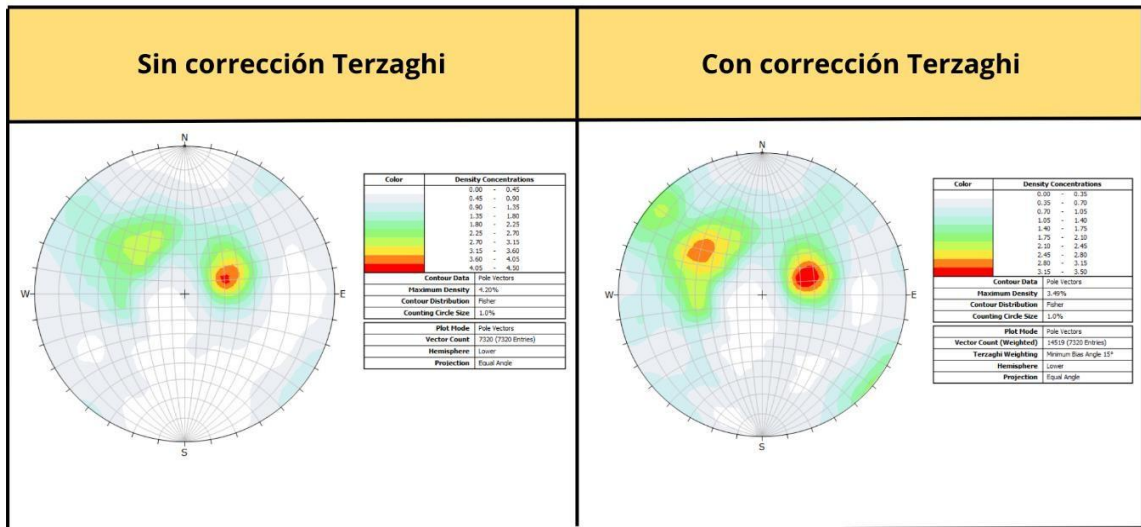 Sin corrección Terzaghi
Con corrección Terzaghi
N
W
E
S
Color Density Concentrations
0.00 - 0.45
0.45 - 0.90
0.90 - 1.35
1.35 - 1.80
1.80 - 2.25
2.25 - 2.70
2.70 - 3.15
3.15 - 3.60
3.60 - 4.05
4.05 - 4.50
Contour Data Pole Vectors
Maximum Density 4.20%
Contour Distribution Fisher
Counting Circle Size 1.0%
Plot Mode Pole Vectors
Vector Count 7320 (7320 Entries)
Hemisphere Lower
Projection Equal Angle
N
W
E
S
Color Density Concentrations
0.00 - 0.35
0.35 - 0.70
0.70 - 1.05
1.05 - 1.40
1.40 - 1.75
1.75 - 2.10
2.10 - 2.45
2.45 - 2.80
2.80 - 3.15
3.15 - 3.50
Contour Data Pole Vectors
Maximum Density 3.49%
Contour Distribution Fisher
Counting Circle Size 1.0%
Plot Mode Pole Vectors
Vector Count (Weighted) 14519 (7320 Entries)
Terzaghi Weighting Minimum Bias Angle 15°
Hemisphere Lower
Projection Equal Angle